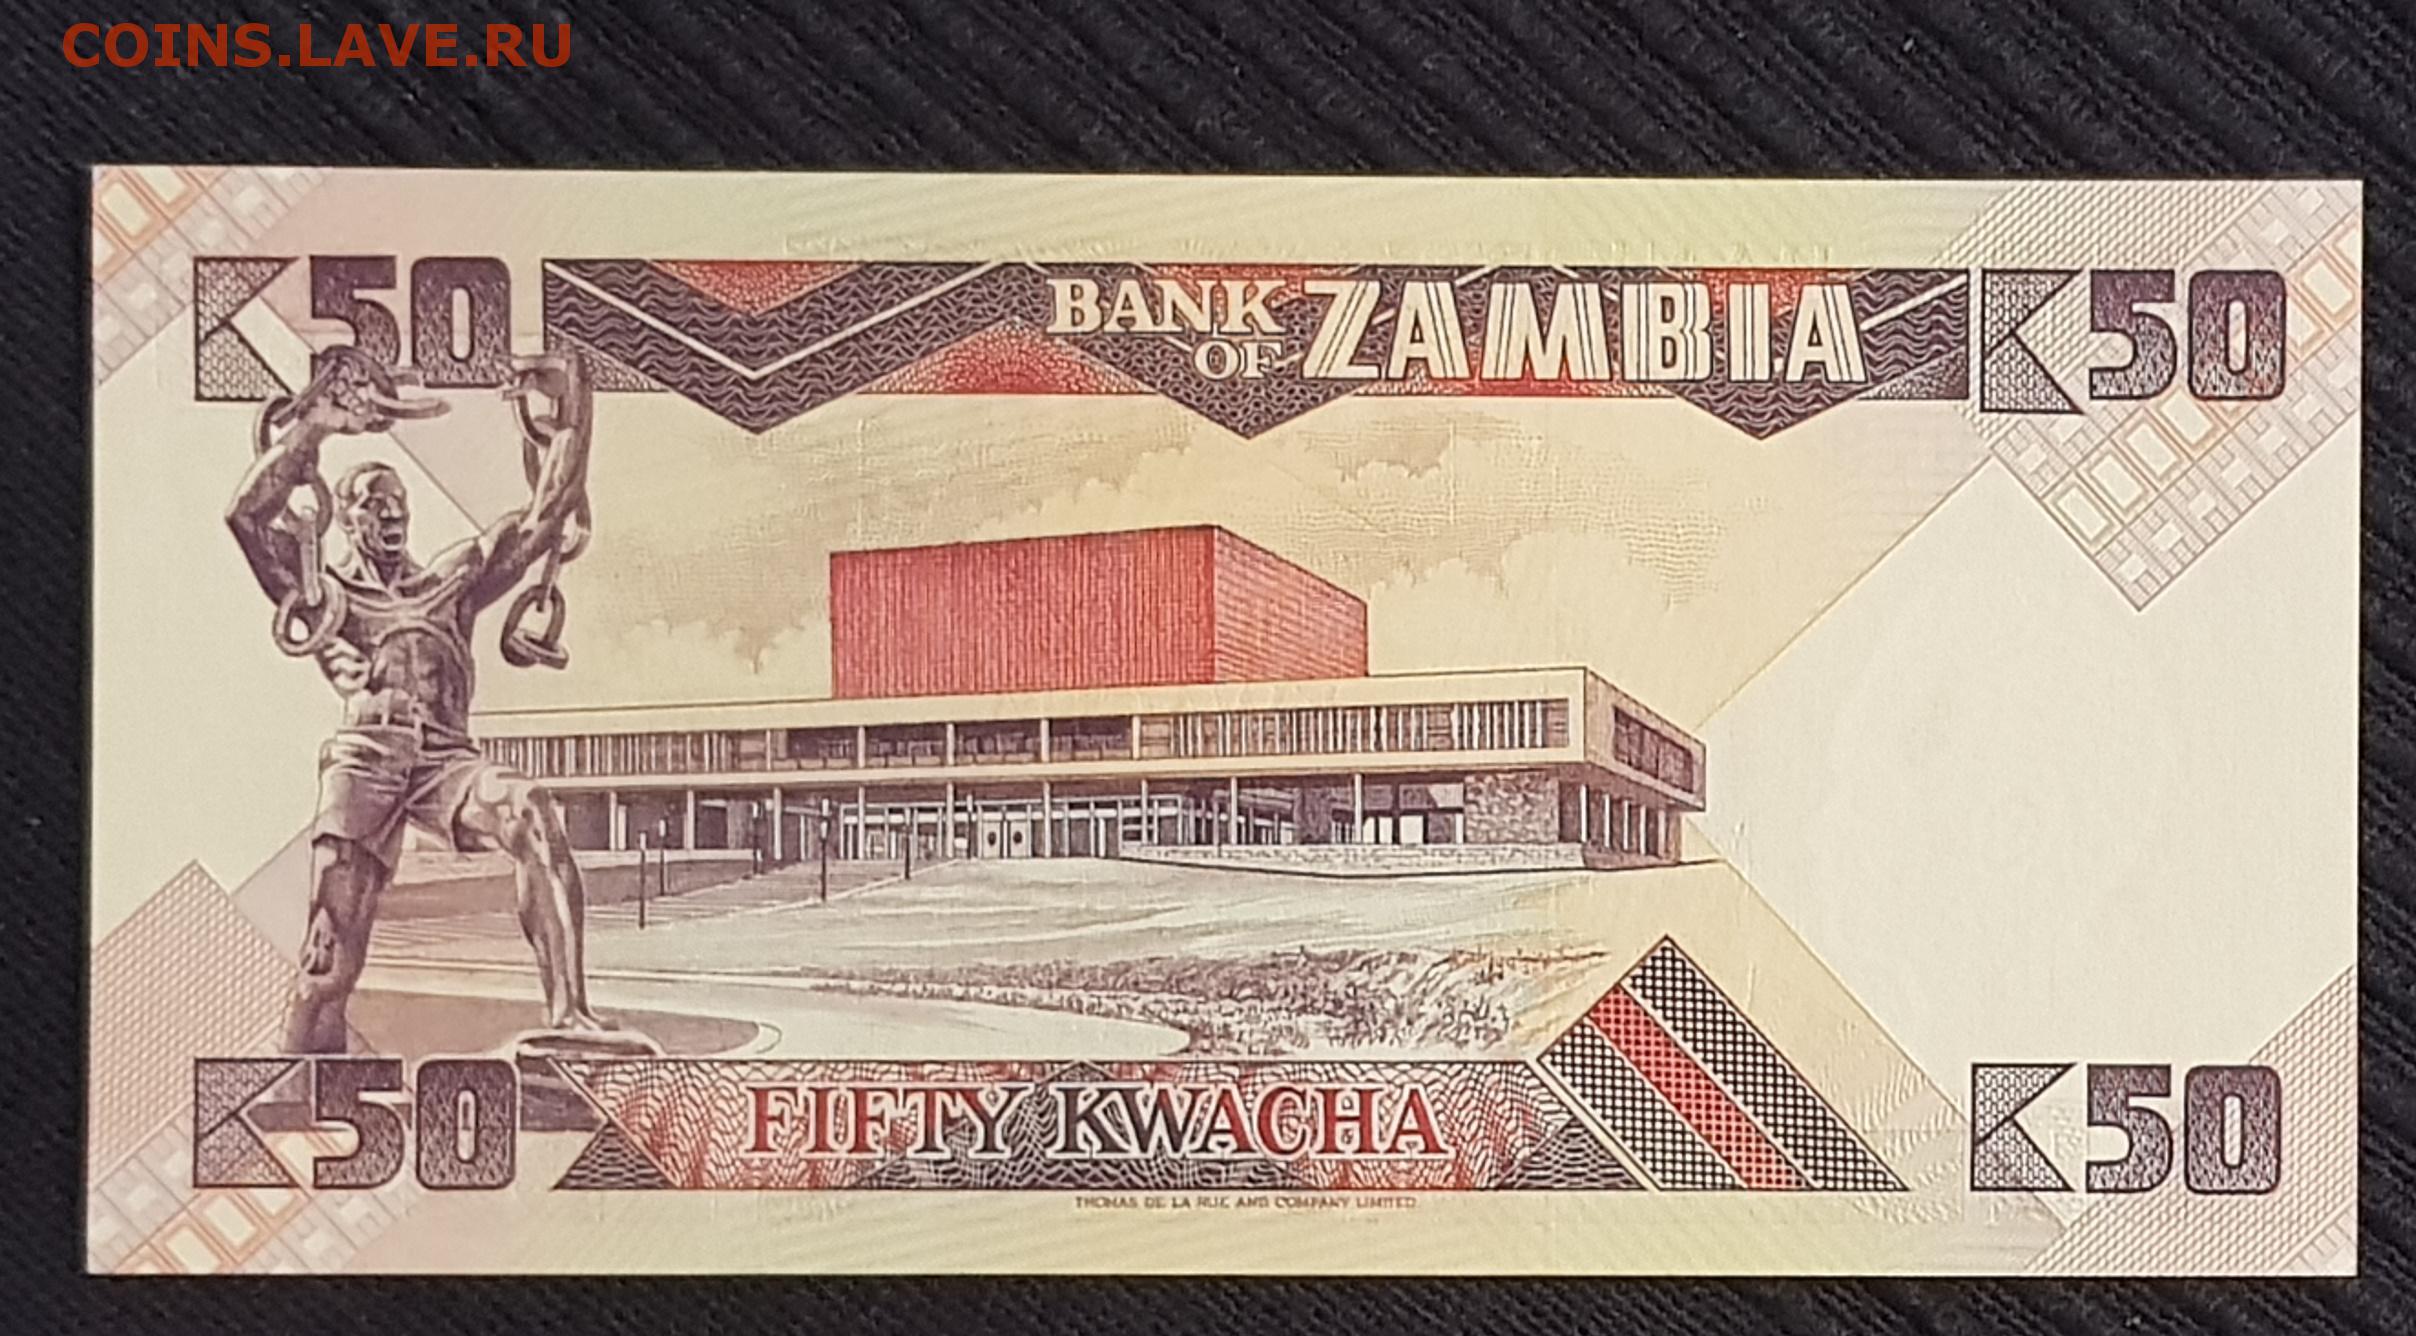 COINS.LAVE.RU
K50
BANK OF ZAMBIA
K50
K50
FIFTY KWACHA
K50
THOMAS DE LA RUE AND COMPANY LIMITED